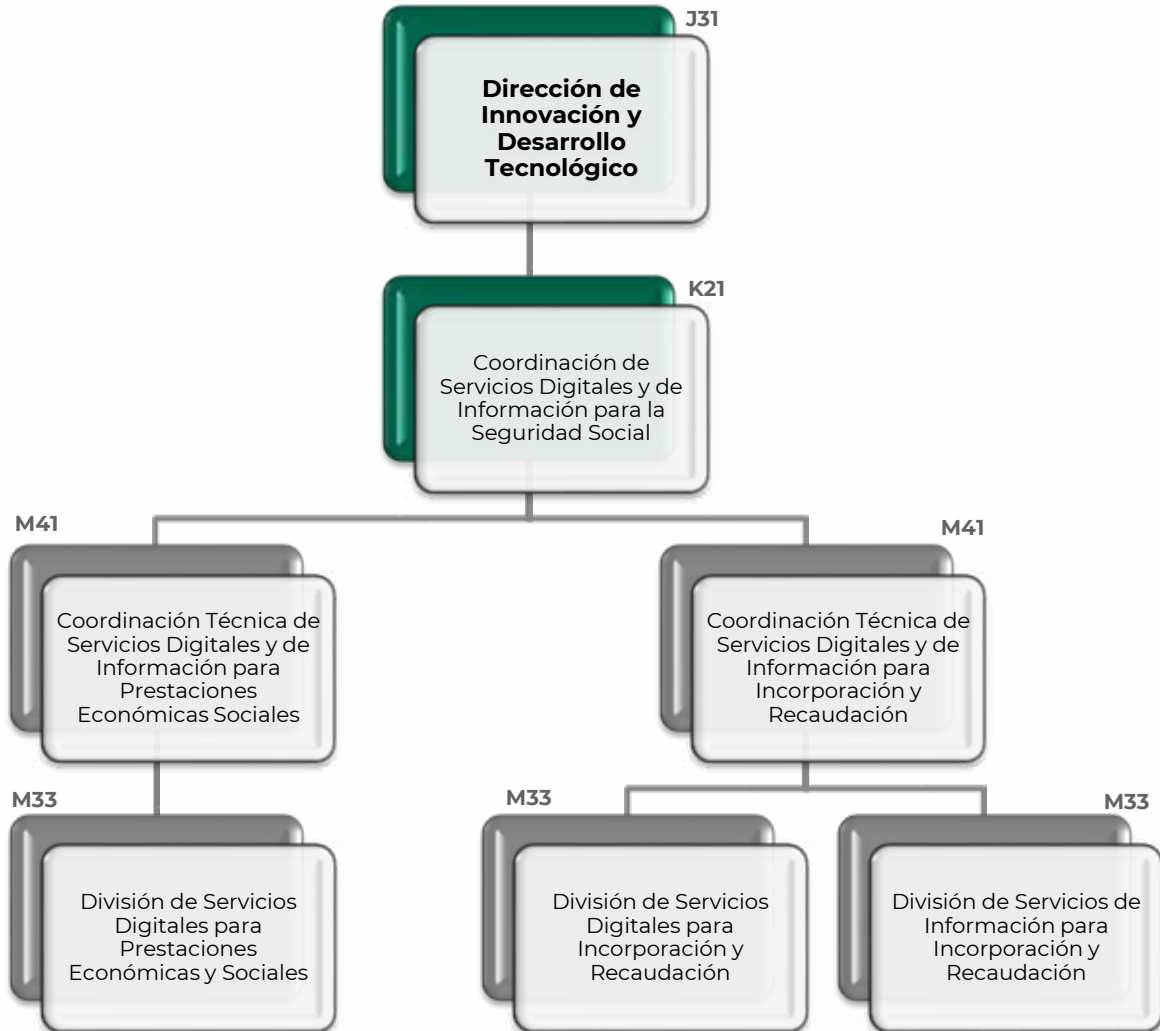 J31
Dirección de
Innovación y
Desarrollo
Tecnológico
K21
Coordinación de
Servicios Digitales y de
Información para la
Seguridad Social
M41
Coordinación Técnica de
Servicios Digitales y de
Información para
Prestaciones
Económicas Sociales
M41
Coordinación Técnica de
Servicios Digitales y de
Información para
Incorporación y
Recaudación
M33
División de Servicios
Digitales para
Prestaciones
Económicas y Sociales
M33
División de Servicios
Digitales para
Incorporación y
Recaudación
M33
División de Servicios de
Información para
Incorporación y
Recaudación